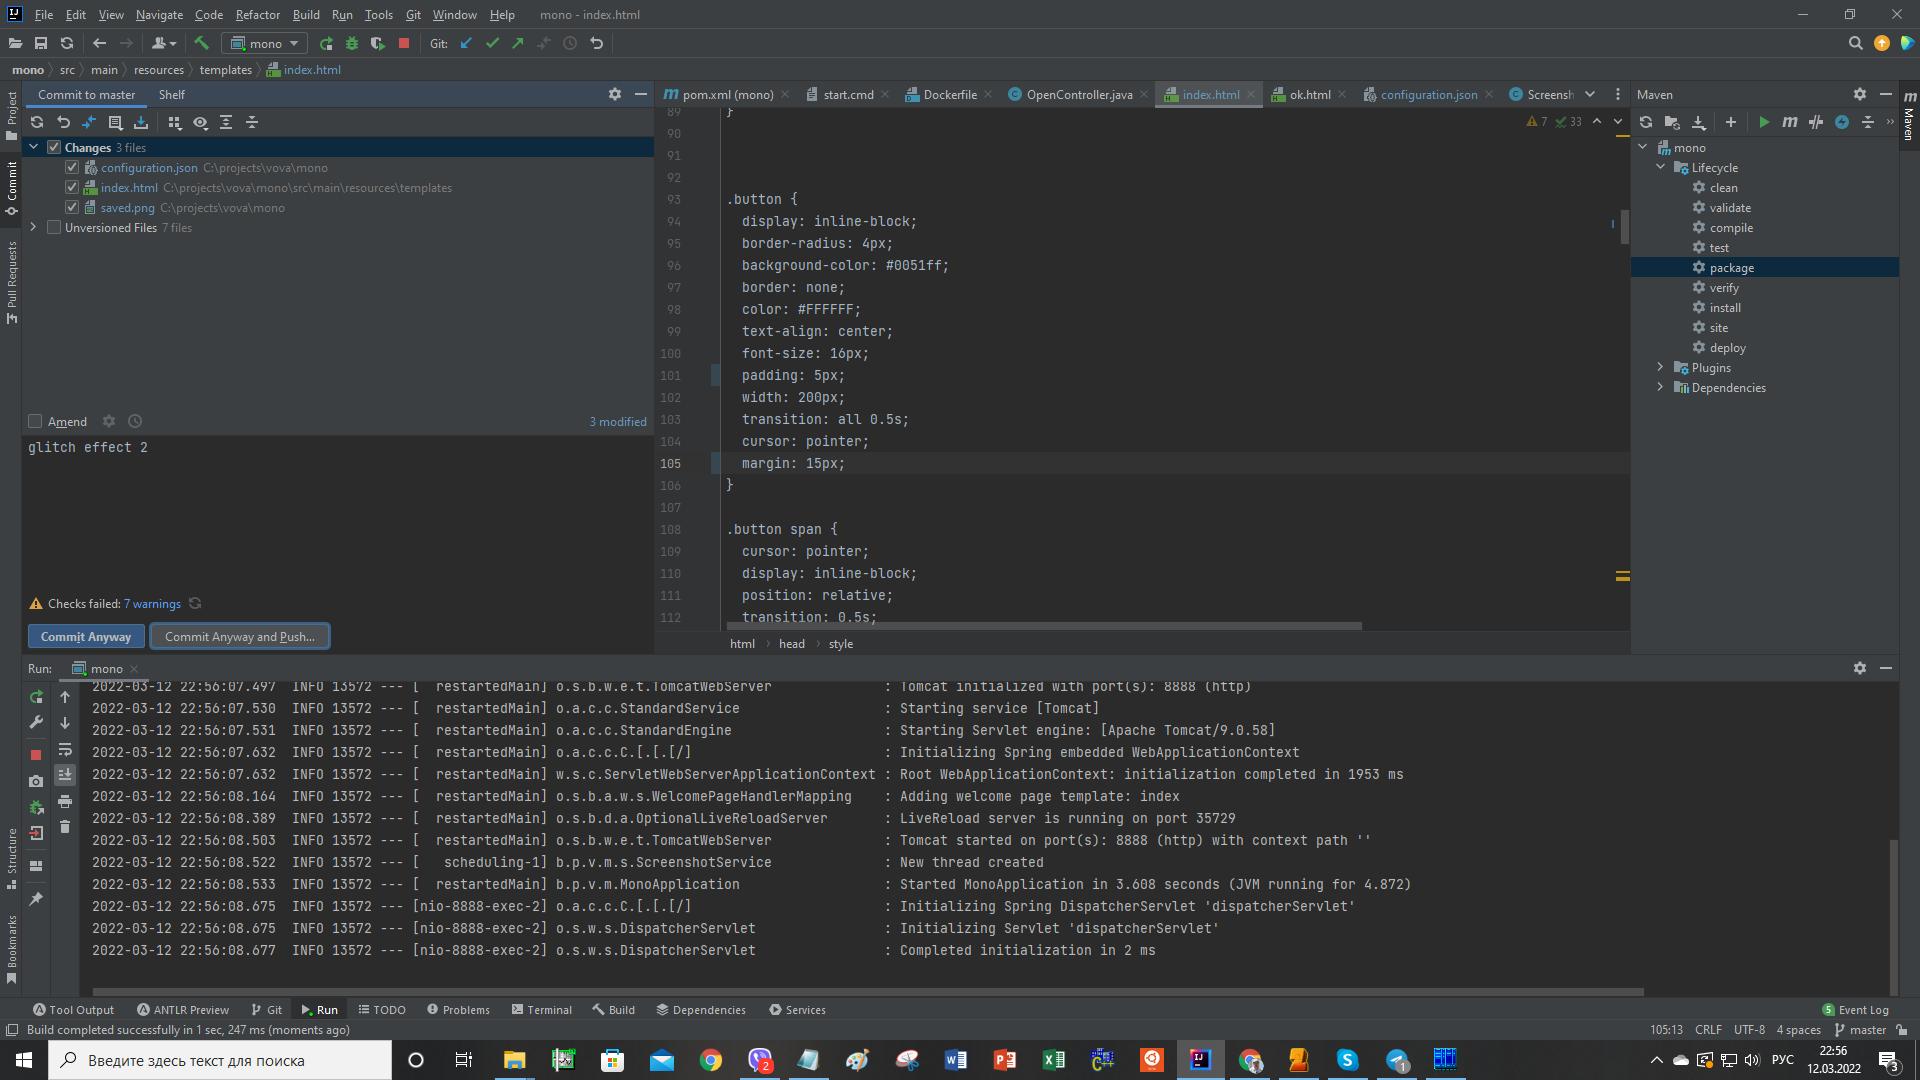 File Edit View Navigate Code Refactor Build Run Tools Git Window Help mono - index.html
mono Git:
mono src main resources templates index.html
Project
Commit
Pull Requests
Structure
Bookmarks
Commit to master Shelf
Changes 3 files
configuration.json C:\projects\vova\mono
index.html C:\projects\vova\mono\src\main\resources\templates
saved.png C:\projects\vova\mono
Unversioned Files 7 files
Amend 3 modified
glitch effect 2
Checks failed: 7 warnings
Commit Anyway Commit Anyway and Push...
pom.xml (mono) start.cmd Dockerfile OpenController.java index.html ok.html configuration.json Screensh
7 33
89 }
90
91
92
93 .button {
94 display: inline-block;
95 border-radius: 4px;
96 background-color: #0051ff;
97 border: none;
98 color: #FFFFFF;
99 text-align: center;
100 font-size: 16px;
101 padding: 5px;
102 width: 200px;
103 transition: all 0.5s;
104 cursor: pointer;
105 margin: 15px;
106 }
107
108 .button span {
109 cursor: pointer;
110 display: inline-block;
111 position: relative;
112 transition: 0.5s;
html head style
Maven
mono
Lifecycle
clean
validate
compile
test
package
verify
install
site
deploy
Plugins
Dependencies
m Maven
Run: mono
2022-03-12 22:56:07.497 INFO 13572 --- [ restartedMain] o.s.b.w.e.t.TomcatWebServer : Tomcat initialized with port(s): 8888 (http)
2022-03-12 22:56:07.530 INFO 13572 --- [ restartedMain] o.a.c.c.StandardService : Starting service [Tomcat]
2022-03-12 22:56:07.531 INFO 13572 --- [ restartedMain] o.a.c.c.StandardEngine : Starting Servlet engine: [Apache Tomcat/9.0.58]
2022-03-12 22:56:07.632 INFO 13572 --- [ restartedMain] o.a.c.c.C.[.[.[/] : Initializing Spring embedded WebApplicationContext
2022-03-12 22:56:07.632 INFO 13572 --- [ restartedMain] w.s.c.ServletWebServerApplicationContext : Root WebApplicationContext: initialization completed in 1953 ms
2022-03-12 22:56:08.164 INFO 13572 --- [ restartedMain] o.s.b.a.w.s.WelcomePageHandlerMapping : Adding welcome page template: index
2022-03-12 22:56:08.389 INFO 13572 --- [ restartedMain] o.s.b.d.a.OptionalLiveReloadServer : LiveReload server is running on port 35729
2022-03-12 22:56:08.503 INFO 13572 --- [ restartedMain] o.s.b.w.e.t.TomcatWebServer : Tomcat started on port(s): 8888 (http) with context path ''
2022-03-12 22:56:08.522 INFO 13572 --- [ scheduling-1] b.p.v.m.s.ScreenshotService : New thread created
2022-03-12 22:56:08.533 INFO 13572 --- [ restartedMain] b.p.v.m.MonoApplication : Started MonoApplication in 3.608 seconds (JVM running for 4.872)
2022-03-12 22:56:08.675 INFO 13572 --- [nio-8888-exec-2] o.a.c.c.C.[.[.[/] : Initializing Spring DispatcherServlet 'dispatcherServlet'
2022-03-12 22:56:08.675 INFO 13572 --- [nio-8888-exec-2] o.s.w.s.DispatcherServlet : Initializing Servlet 'dispatcherServlet'
2022-03-12 22:56:08.677 INFO 13572 --- [nio-8888-exec-2] o.s.w.s.DispatcherServlet : Completed initialization in 2 ms
Tool Output ANTLR Preview Git Run TODO Problems Terminal Build Dependencies Services 5 Event Log
Build completed successfully in 1 sec, 247 ms (moments ago) 105:13 CRLF UTF-8 4 spaces master
Введите здесь текст для поиска 2 1 РУС 22:56 3
12.03.2022